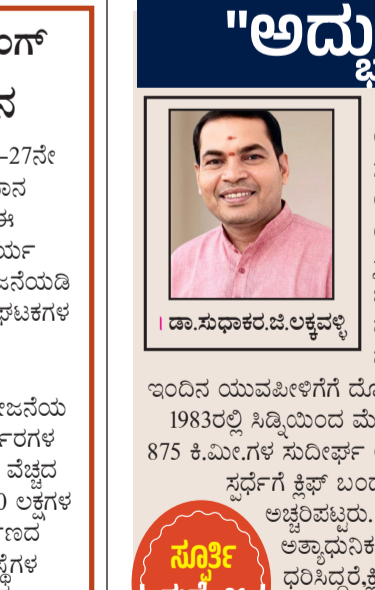 ಂಗ್
ನ
–27ನೇ
ಾನ
ಈ
ರ್ಯ
ಜನೆಯಡಿ
ಘಟಕಗಳ
ೀಜನೆಯ
ರ್ಕಾರಗಳ
ವೆಚ್ಚದ
0 ಲಕ್ಷಗಳ
ಣದ
ಸ್ಥೆಗಳ
"ಅದ್ಭು
ಡಾ.ಸುಧಾಕರ.ಜಿ.ಲಕ್ಕವಳ್ಳಿ
ಇಂದಿನ ಯುವಪೀಳಿಗೆಗೆ ದೊ
1983ರಲ್ಲಿ ಸಿಡ್ನಿಯಿಂದ ಮೆ
875 ಕಿ.ಮೀ.ಗಳ ಸುದೀರ್ಘ
ಸ್ಪರ್ಧೆಗೆ ಕ್ಲಿಫ್ ಬಂದ
ಅಚ್ಚರಿಪಟ್ಟರು.
ಅತ್ಯಾಧುನಿಕ
ಧರಿಸಿದ್ದರೆ,ಕ್ಲಿ
ಸ್ಫೂರ್ತಿ